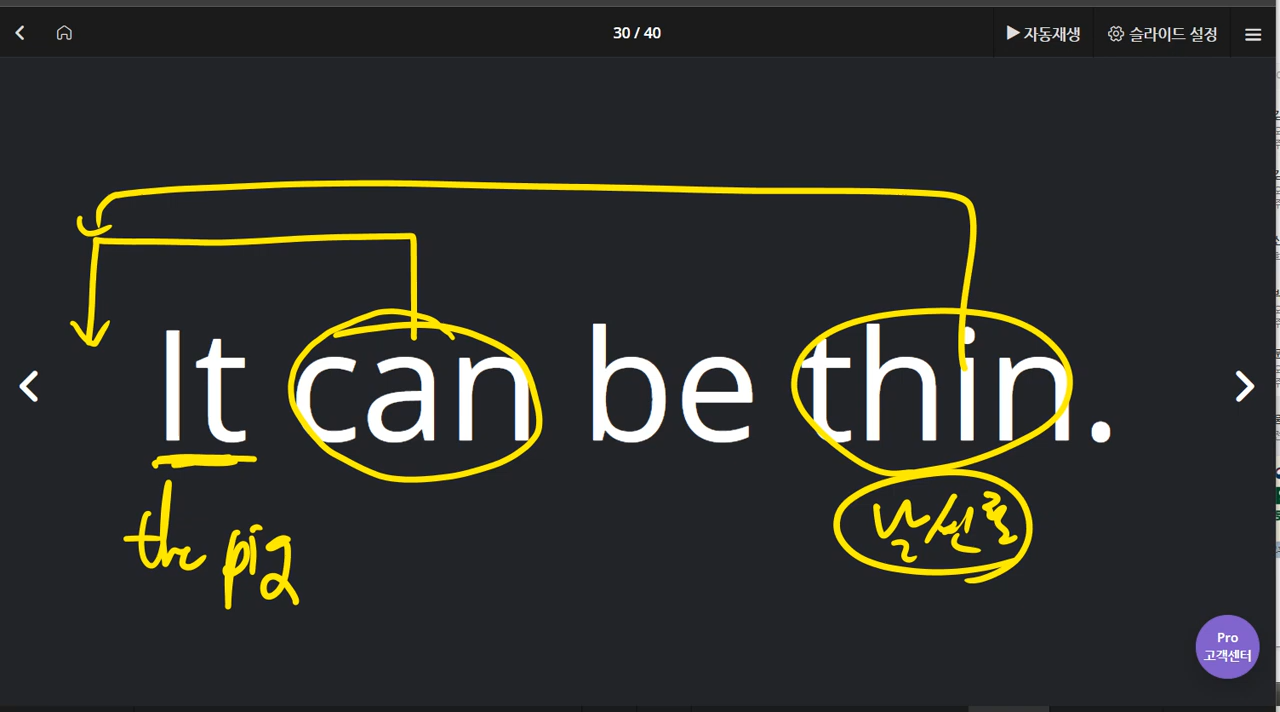 30 / 40
자동재생
슬라이드 설정
It can be thin.
the pig
날씬한
Pro
고객센터